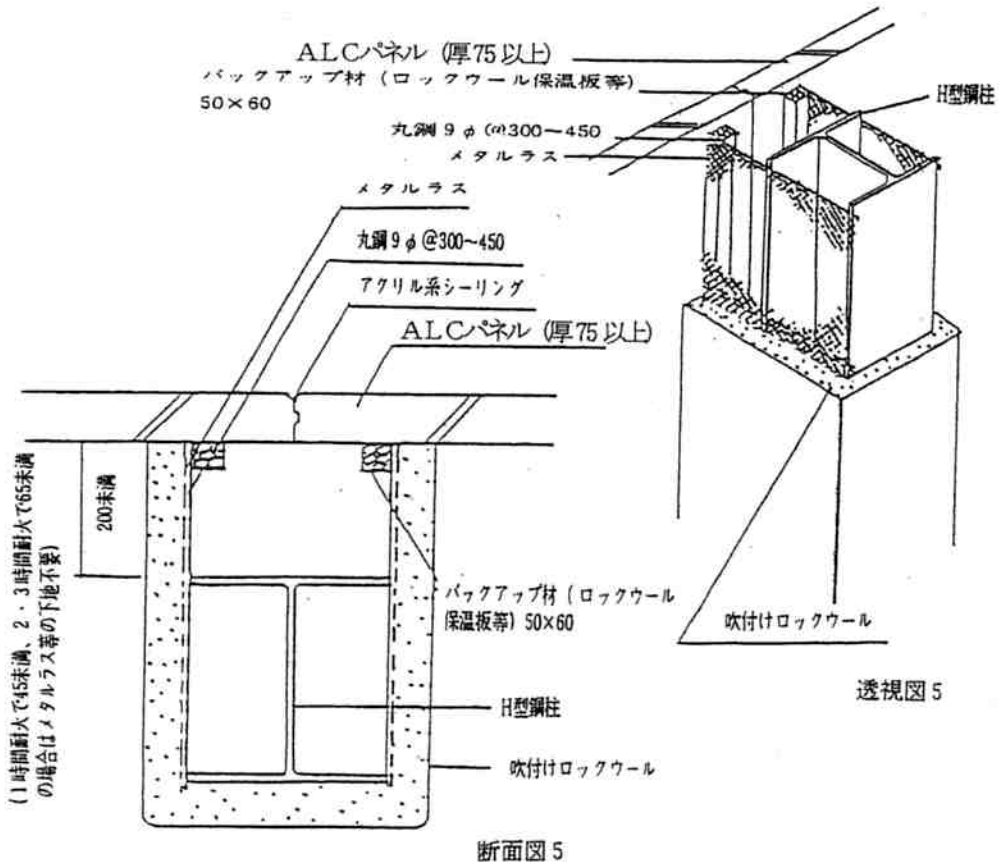 ALCパネル (厚75以上)
バックアップ材 (ロックウール保温板等)
50×60
H型鋼柱
丸鋼9φ@300〜450
メタルラス
メタルラス
丸鋼9φ@300〜450
アクリル系シーリング
ALCパネル (厚75以上)
200未満
(1時間耐火で45未満、2・3時間耐火で65未満
の場合はメタルラス等の下地不要)
バックアップ材 (ロックウール
保温板等) 50×60
吹付けロックウール
透視図5
H型鋼柱
吹付けロックウール
断面図5